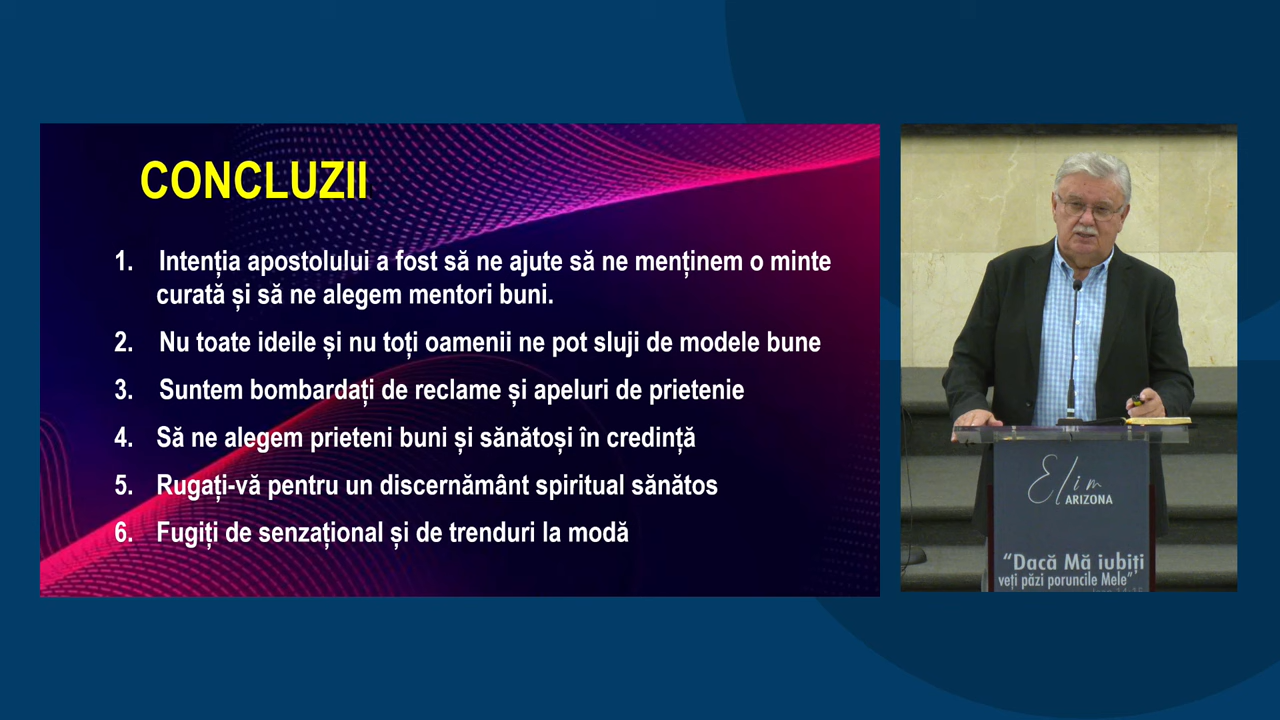 CONCLUZII
1. Intenția apostolului a fost să ne ajute să ne menținem o minte
curată și să ne alegem mentori buni.
2. Nu toate ideile și nu toți oamenii ne pot sluji de modele bune
3. Suntem bombardați de reclame și apeluri de prietenie
4. Să ne alegem prieteni buni și sănătoși în credință
5. Rugați-vă pentru un discernământ spiritual sănătos
6. Fugiți de senzațional și de trenduri la modă
Elim
ARIZONA
“Dacă Mă iubiți
veți păzi poruncile Mele”